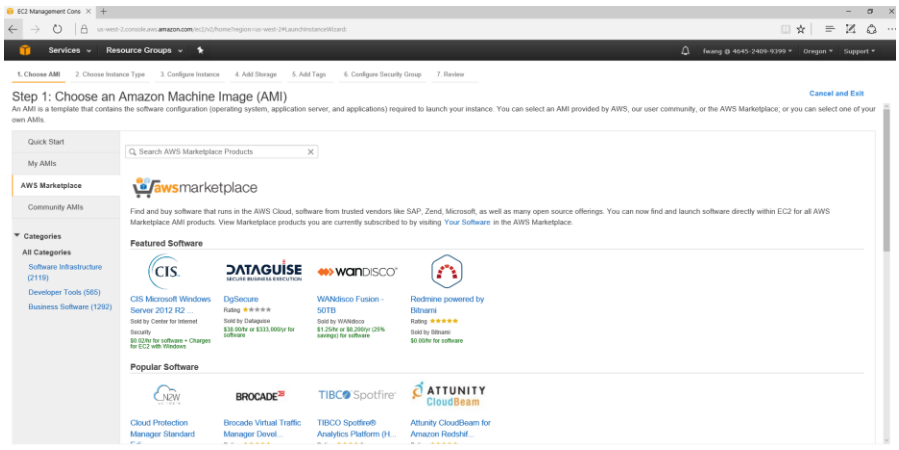 EC2 Management Cons
us-west-2.console.aws.amazon.com/ec2/v2/home?region=us-west-2#LaunchInstanceWizard:
Services
Resource Groups
fwang @ 4645-2409-9399
Oregon
Support
1. Choose AMI
2. Choose Instance Type
3. Configure Instance
4. Add Storage
5. Add Tags
6. Configure Security Group
7. Review
Step 1: Choose an Amazon Machine Image (AMI)
Cancel and Exit
An AMI is a template that contains the software configuration (operating system, application server, and applications) required to launch your instance. You can select an AMI provided by AWS, our user community, or the AWS Marketplace; or you can select one of your
own AMIs.
Quick Start
My AMIs
AWS Marketplace
Community AMIs
Categories
All Categories
Software Infrastructure
(2119)
Developer Tools (565)
Business Software (1292)
Search AWS Marketplace Products
awsmarketplace
Find and buy software that runs in the AWS Cloud, software from trusted vendors like SAP, Zend, Microsoft, as well as many open source offerings. You can now find and launch software directly within EC2 for all AWS
Marketplace AMI products. View Marketplace products you are currently subscribed to by visiting Your Software in the AWS Marketplace.
Featured Software
CIS.
CIS Microsoft Windows
Server 2012 R2 ...
Sold by Center for Internet
Security
$0.02/hr for software + Charges
for EC2 with Windows
DATAGUISE
SECURE BUSINESS EXECUTION
DgSecure
Rating
Sold by Dataguise
$38.00/hr or $333,000/yr for
software
WANDISCO
WANdisco Fusion -
50TB
Sold by WANdisco
$1.25/hr or $8,200/yr (25%
savings) for software
Redmine powered by
Bitnami
Rating
Sold by Bitnami
$0.00/hr for software
Popular Software
N2W
Cloud Protection
Manager Standard
BROCADE
Brocade Virtual Traffic
Manager Devel...
TIBCO Spotfire
TIBCO Spotfire®
Analytics Platform (H...
ATTUNITY
CloudBeam
Attunity CloudBeam for
Amazon Redshif...